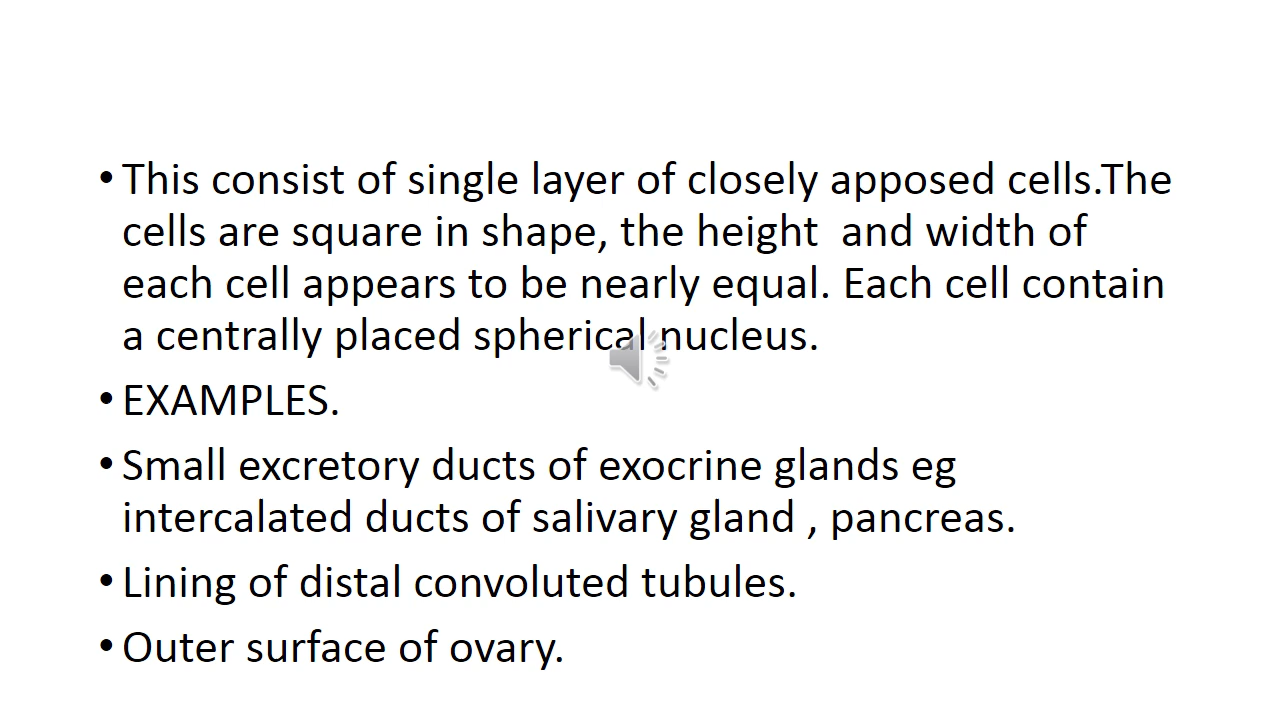 • This consist of single layer of closely apposed cells.The
cells are square in shape, the height  and width of
each cell appears to be nearly equal. Each cell contain
a centrally placed spherical nucleus.
• EXAMPLES.
• Small excretory ducts of exocrine glands eg
intercalated ducts of salivary gland , pancreas.
• Lining of distal convoluted tubules.
• Outer surface of ovary.